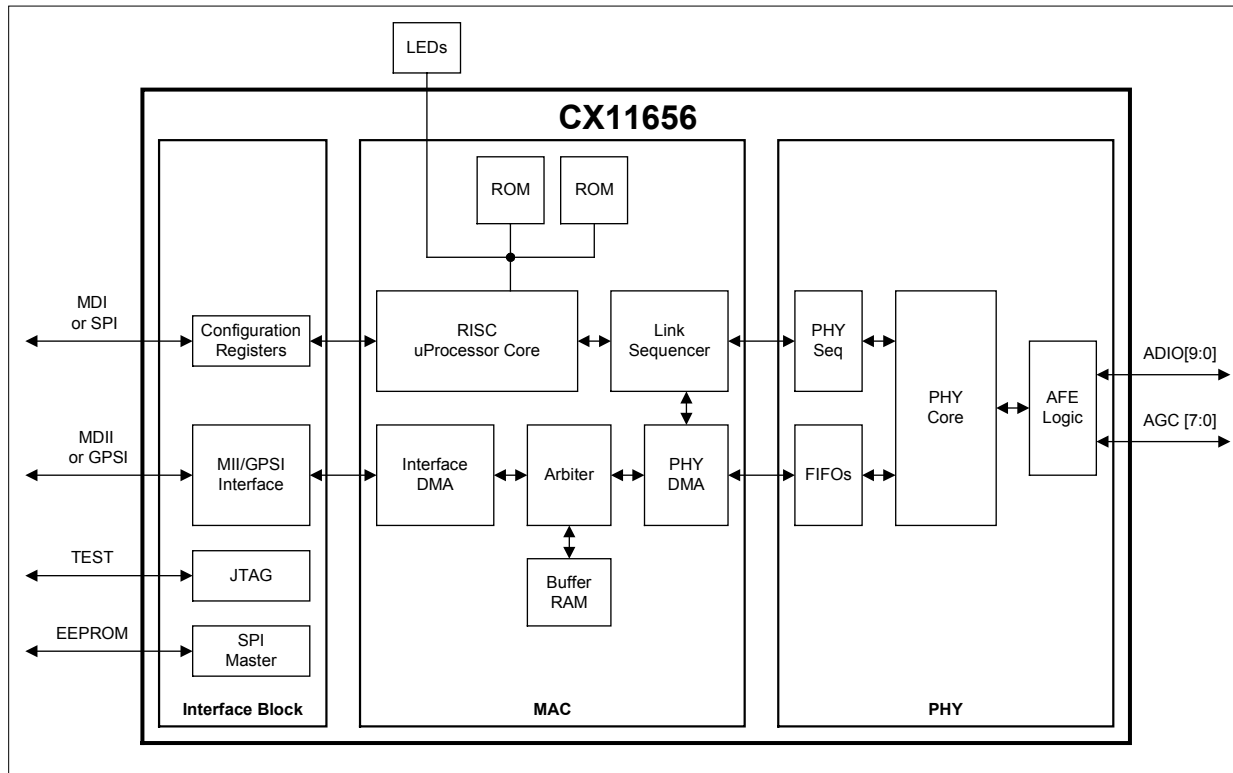 LEDs
CX11656
ROM
ROM
MDI
or SPI
Configuration
Registers
RISC
uProcessor Core
Link
Sequencer
PHY
Seq
PHY
Core
AFE
Logic
ADIO[9:0]
AGC [7:0]
MDII
or GPSI
MII/GPSI
Interface
Interface
DMA
Arbiter
PHY
DMA
FIFOs
TEST
JTAG
Buffer
RAM
EEPROM
SPI
Master
Interface Block
MAC
PHY